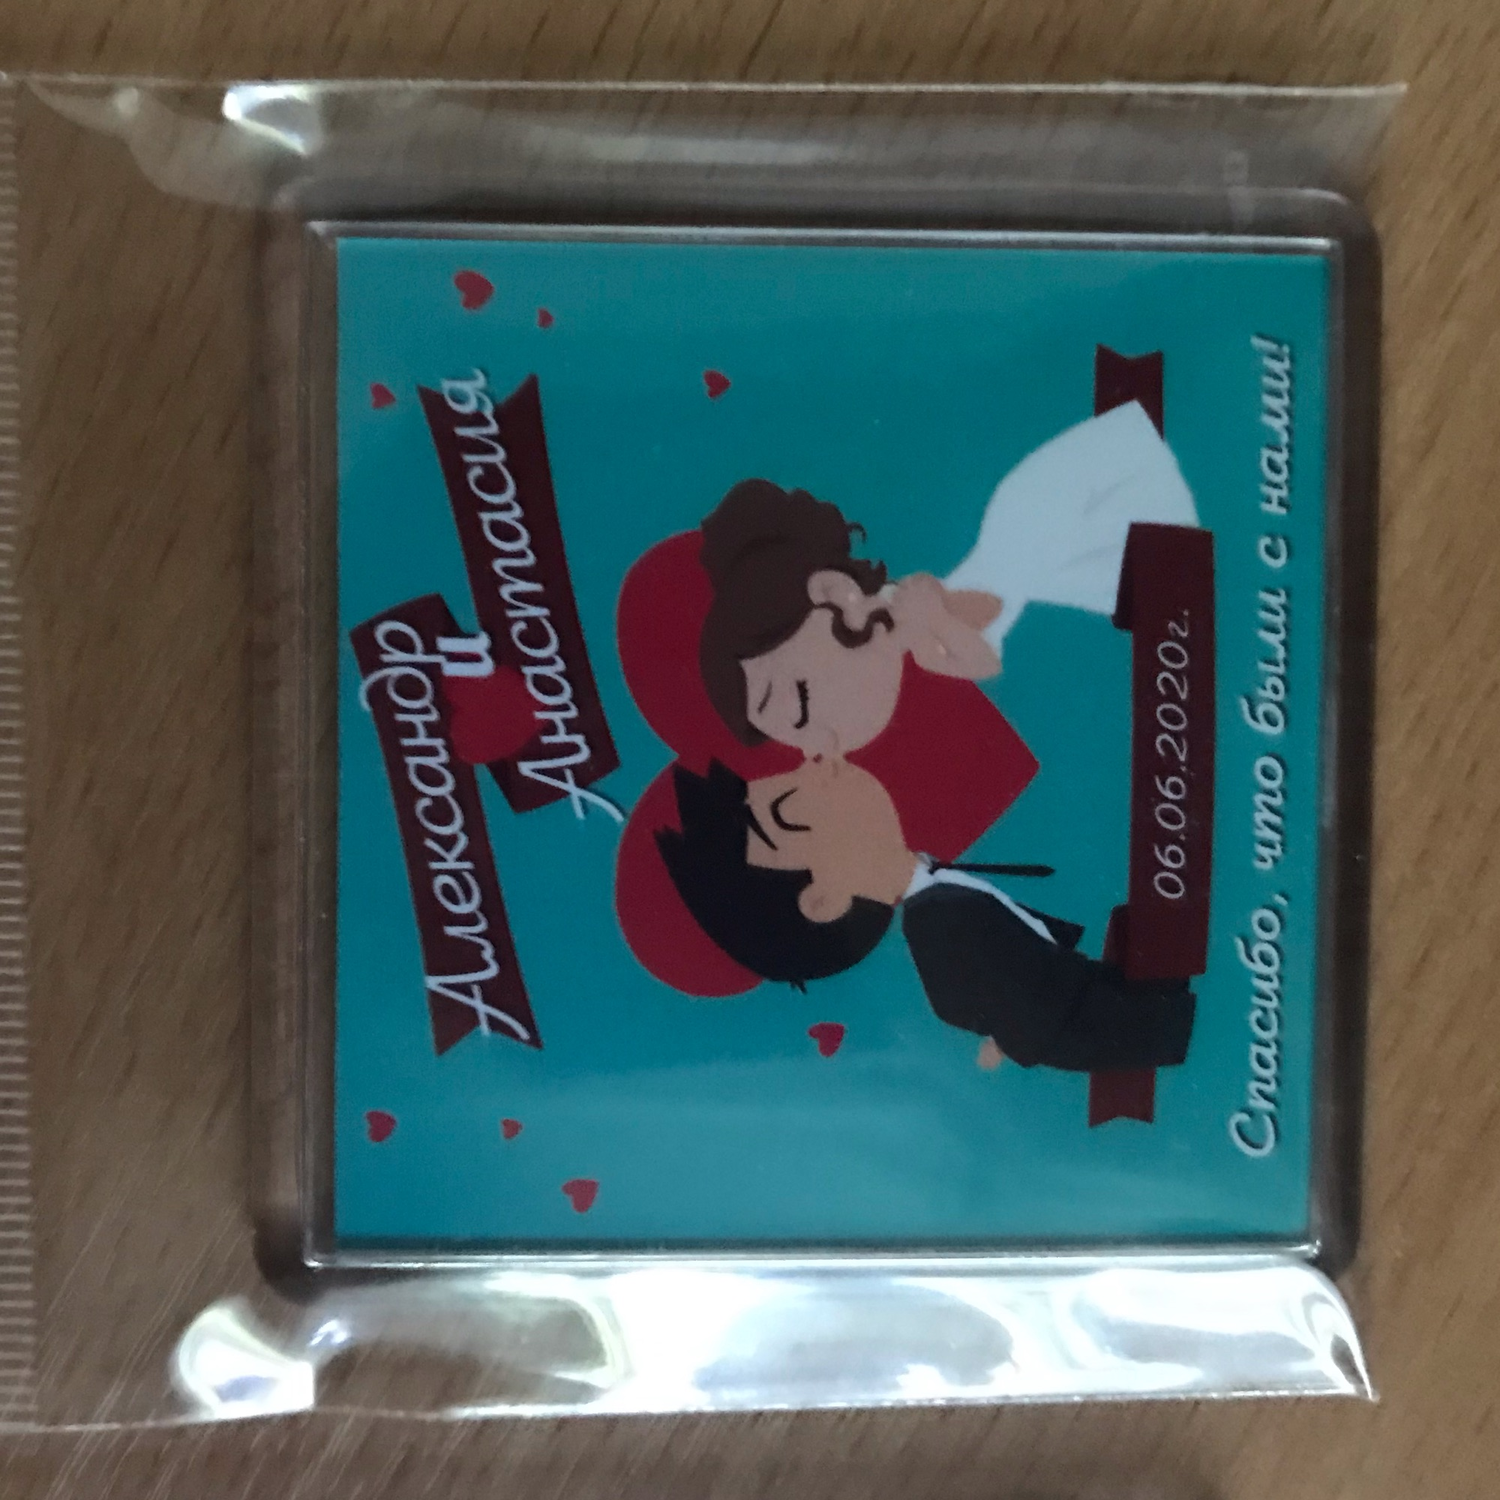 Александр
и
Анастасия
06.06.2020г.
Спасибо, что были с нами!